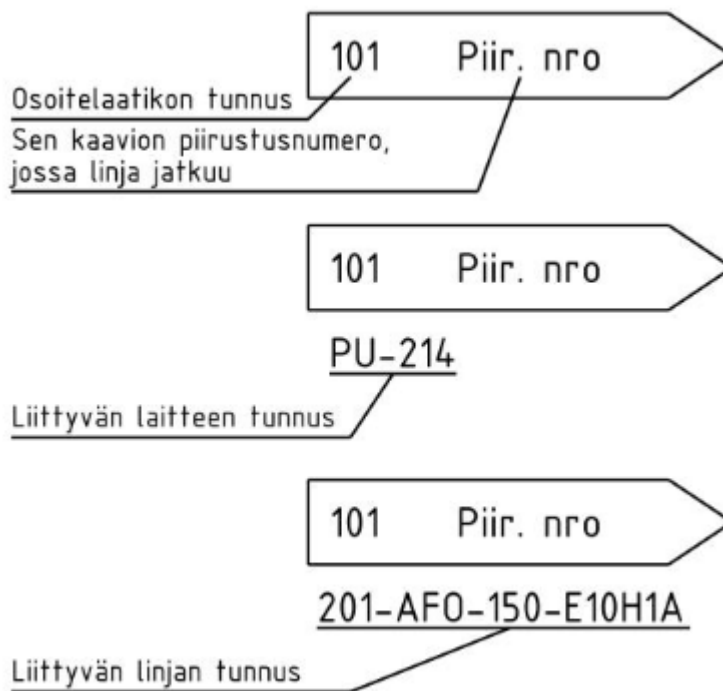 101 Piir. nro
Osoitelaatikon tunnus
Sen kaavion piirustusnumero,
jossa linja jatkuu
101 Piir. nro
PU-214
Liittyvän laitteen tunnus
101 Piir. nro
201-AFO-150-E10H1A
Liittyvän linjan tunnus